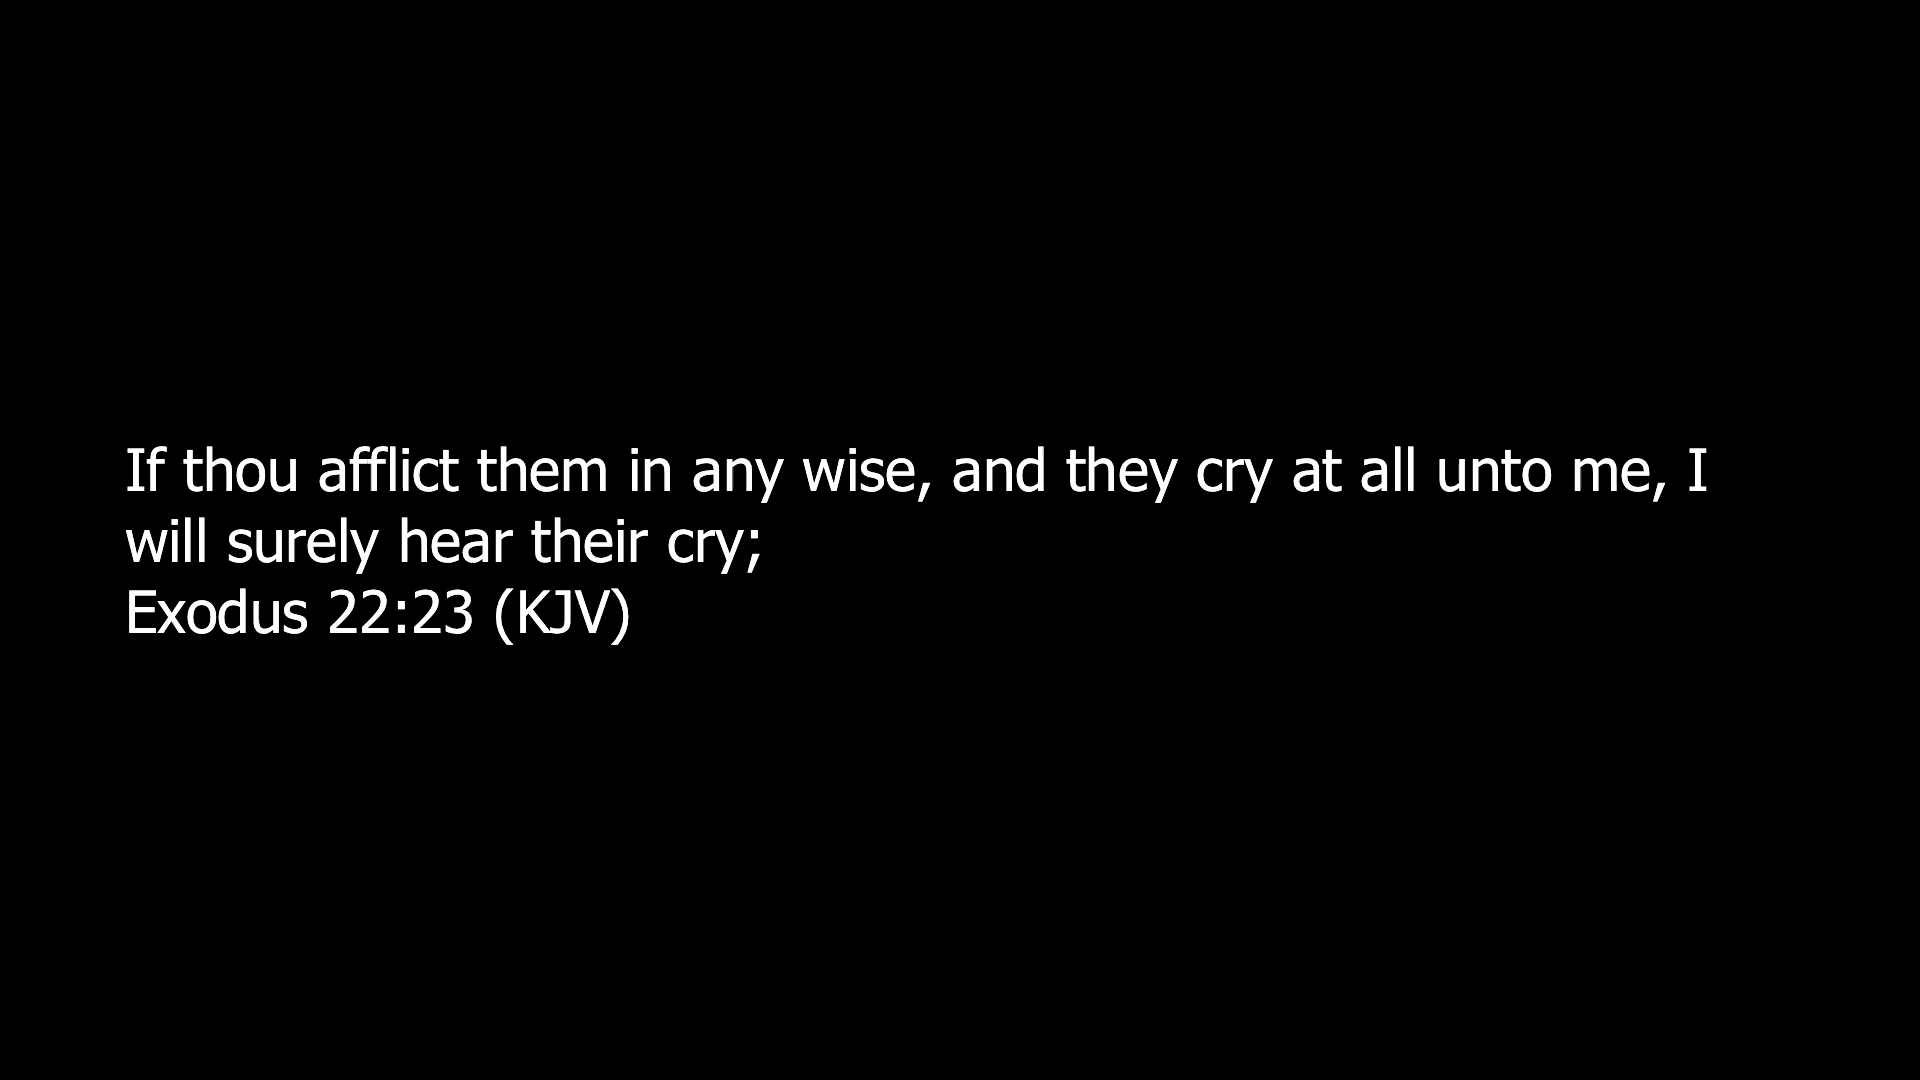 If thou afflict them in any wise, and they cry at all unto me, I
will surely hear their cry;
Exodus 22:23 (KJV)